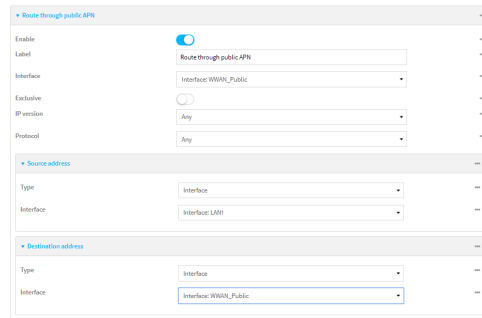 Route through public APN
Enable
Label Route through public APN
Interface Interface: WWAN_Public
Exclusive
IP version Any
Protocol Any
Source address
Type Interface
Interface Interface: LAN1
Destination address
Type Interface
Interface Interface: WWAN_Public